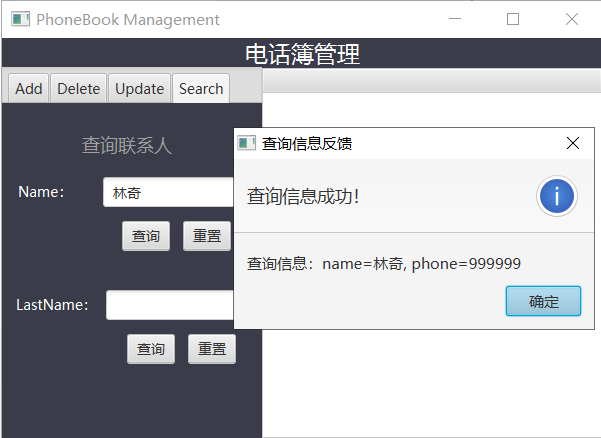 PhoneBook Management
电话簿管理
Add Delete Update Search
查询联系人
Name： 林奇
查询 重置
LastName：
查询 重置
查询信息反馈
查询信息成功！
查询信息：name=林奇, phone=999999
确定